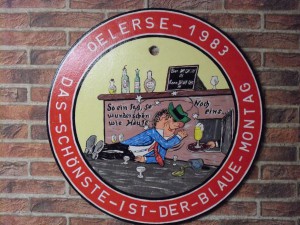 OELERSE-1983
DAS-SCHÖNSTE-IST-DER-BLAUE-MONTAG
So ein Tag, so
wunderschön
wie Heute
Noch
eins.